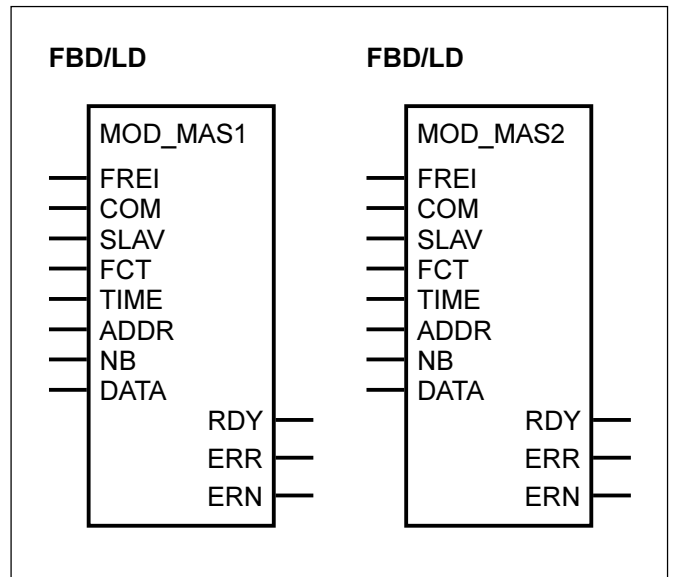 FBD/LD
MOD_MAS1
FREI
COM
SLAV
FCT
TIME
ADDR
NB
DATA
RDY
ERR
ERN
FBD/LD
MOD_MAS2
FREI
COM
SLAV
FCT
TIME
ADDR
NB
DATA
RDY
ERR
ERN